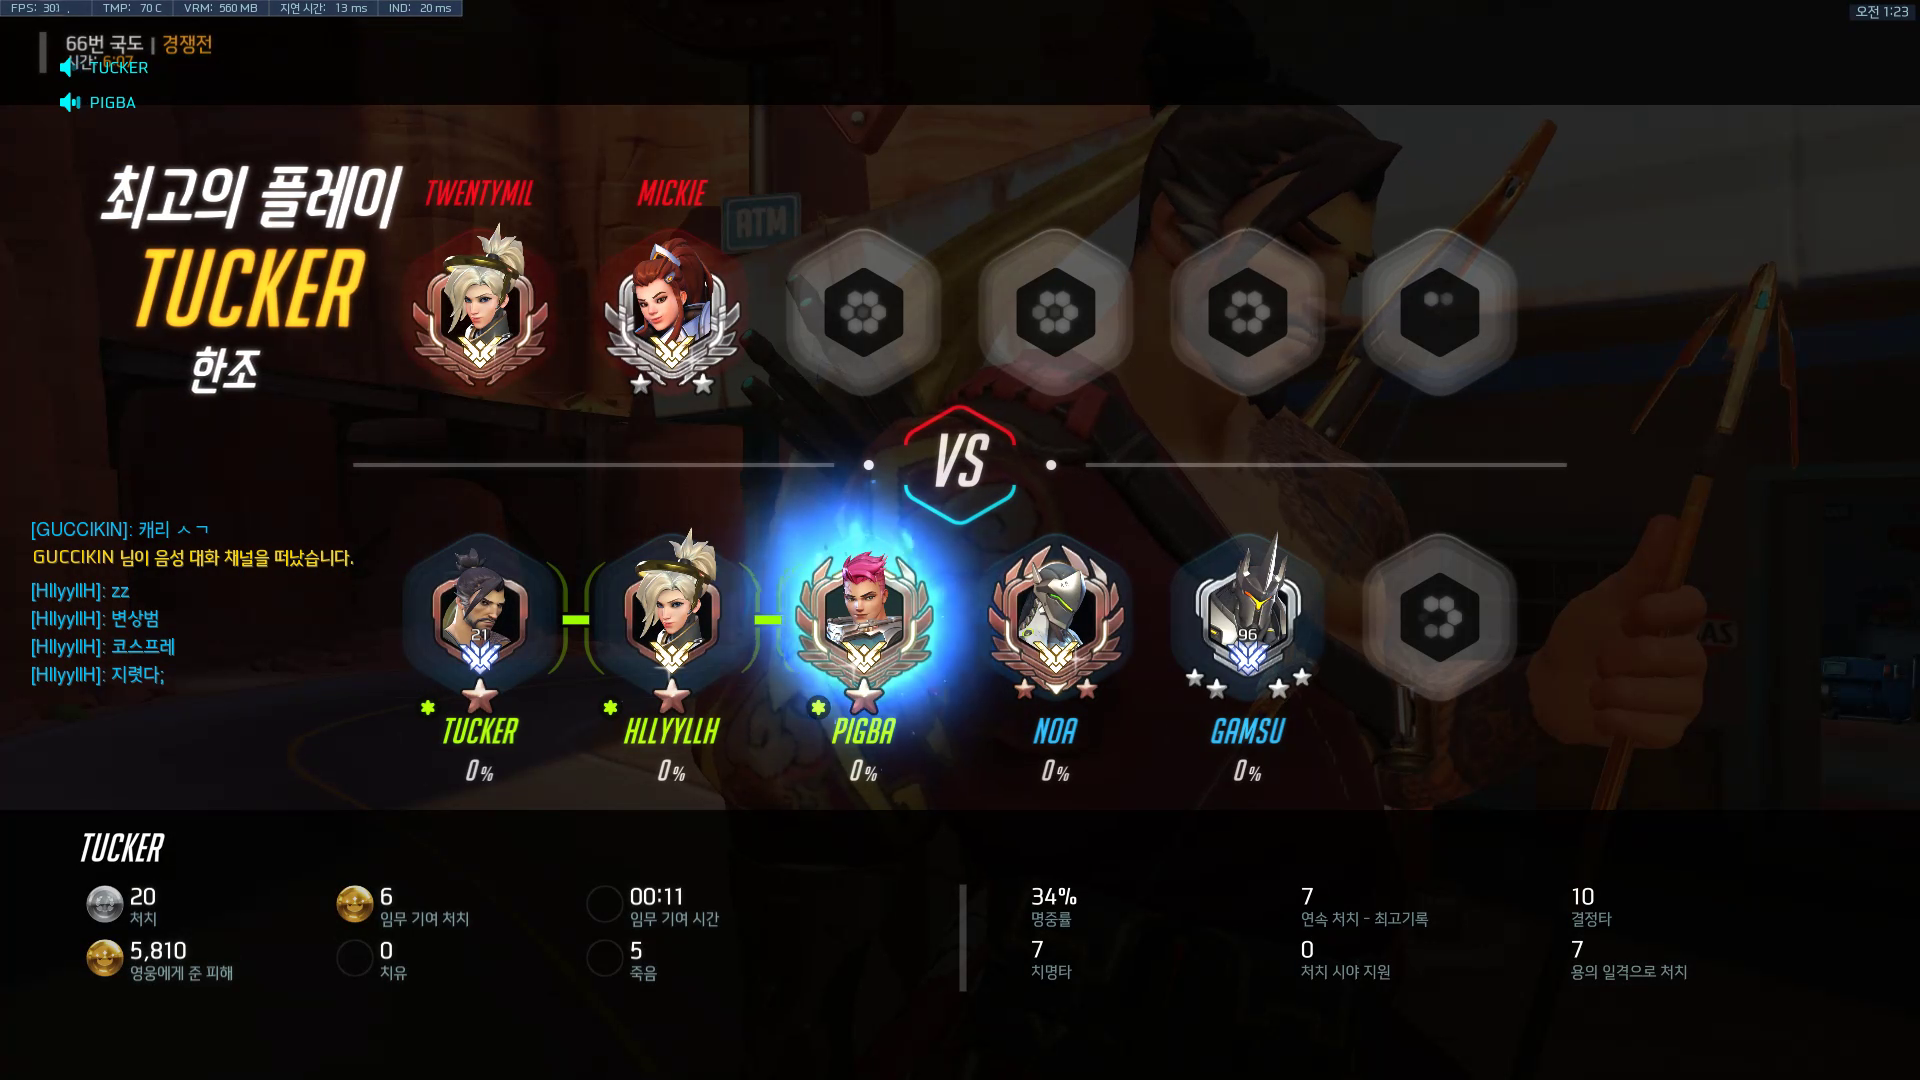 FPS: 301 . TMP: 70 C VRM: 560 MB 지연 시간: 13 ms IND: 20 ms
오전 1:23
66번 국도 | 경쟁전
시간: 6:07
TUCKER
PIGBA
최고의 플레이
TUCKER
한조
TWENTYMIL MICKIE
ATM
VS
[GUCCIKIN]: 캐리 ㅅㄱ
GUCCIKIN 님이 음성 대화 채널을 떠났습니다.
[HllyyllH]: zz
[HllyyllH]: 변상범
[HllyyllH]: 코스프레
[HllyyllH]: 지렷다;
21 96
TUCKER HLLYYLLH PIGBA NOA GAMSU
0% 0% 0% 0% 0%
TUCKER
20 6 00:11 34% 7 10
처치 임무 기여 처치 임무 기여 시간 명중률 연속 처치 - 최고기록 결정타
5,810 0 5 7 0 7
영웅에게 준 피해 치유 죽음 치명타 처치 시야 지원 용의 일격으로 처치